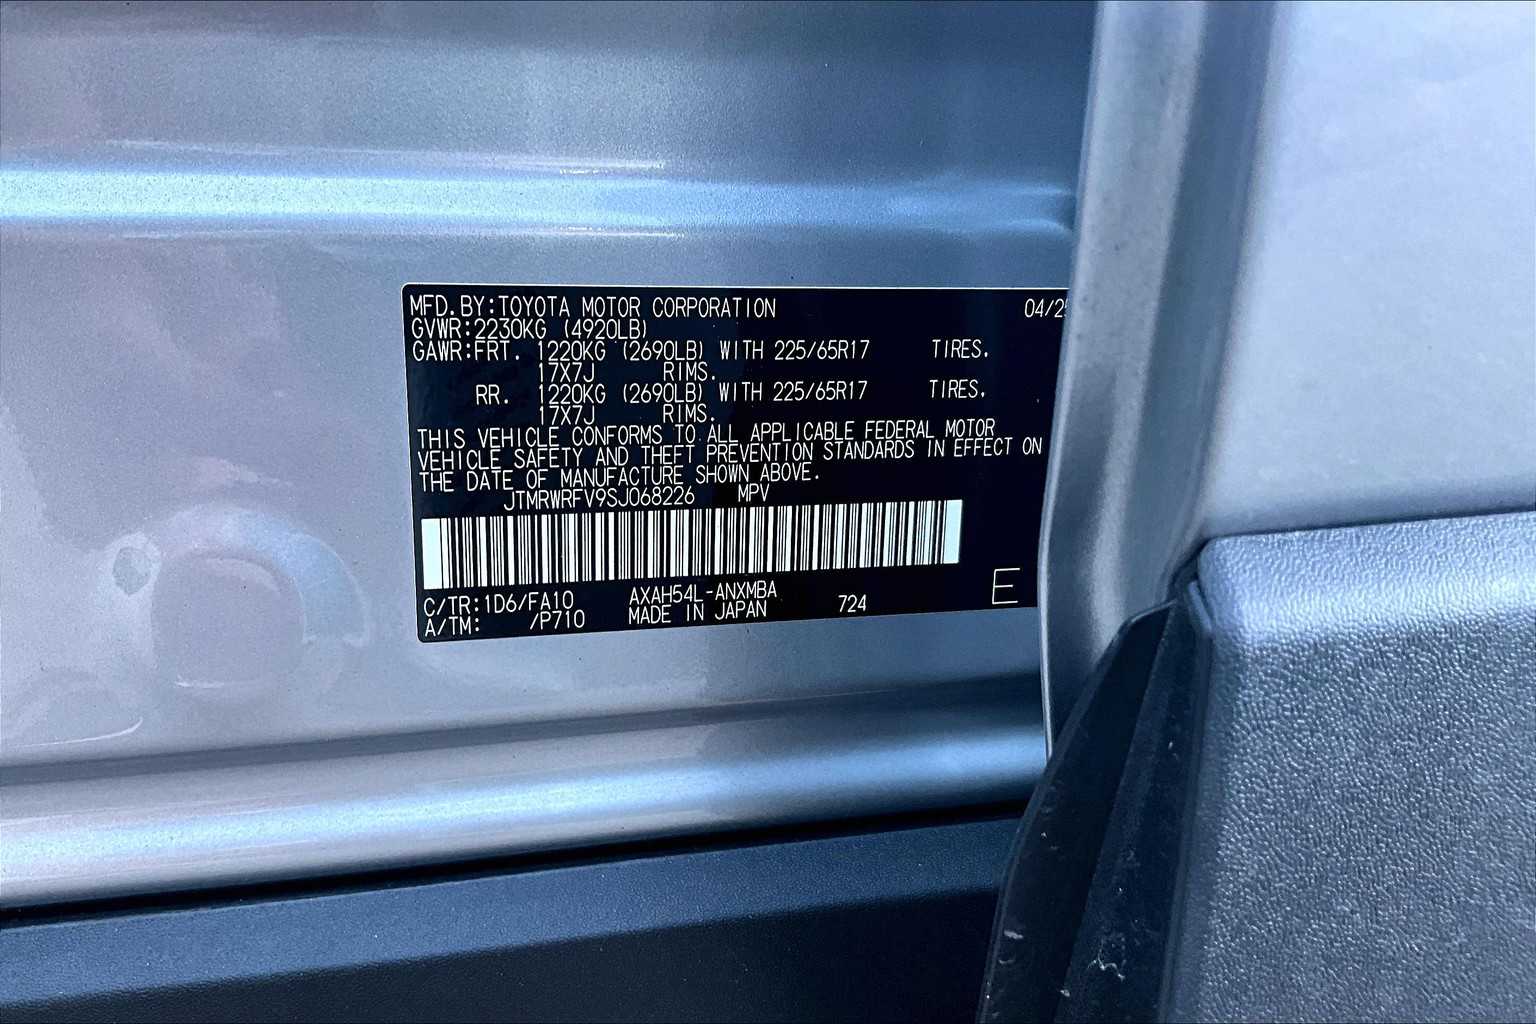 MFD.BY:TOYOTA MOTOR CORPORATION 04/25
GVWR:2230KG (4920LB)
GAWR:FRT. 1220KG (2690LB) WITH 225/65R17 TIRES.
17X7J RIMS.
RR. 1220KG (2690LB) WITH 225/65R17 TIRES.
17X7J RIMS.
THIS VEHICLE CONFORMS TO ALL APPLICABLE FEDERAL MOTOR
VEHICLE SAFETY AND THEFT PREVENTION STANDARDS IN EFFECT ON
THE DATE OF MANUFACTURE SHOWN ABOVE.
JTMRWRFV9SJ068226 MPV
C/TR:1D6/FA10 AXAH54L-ANXMBA
A/TM: /P710 MADE IN JAPAN 724 E